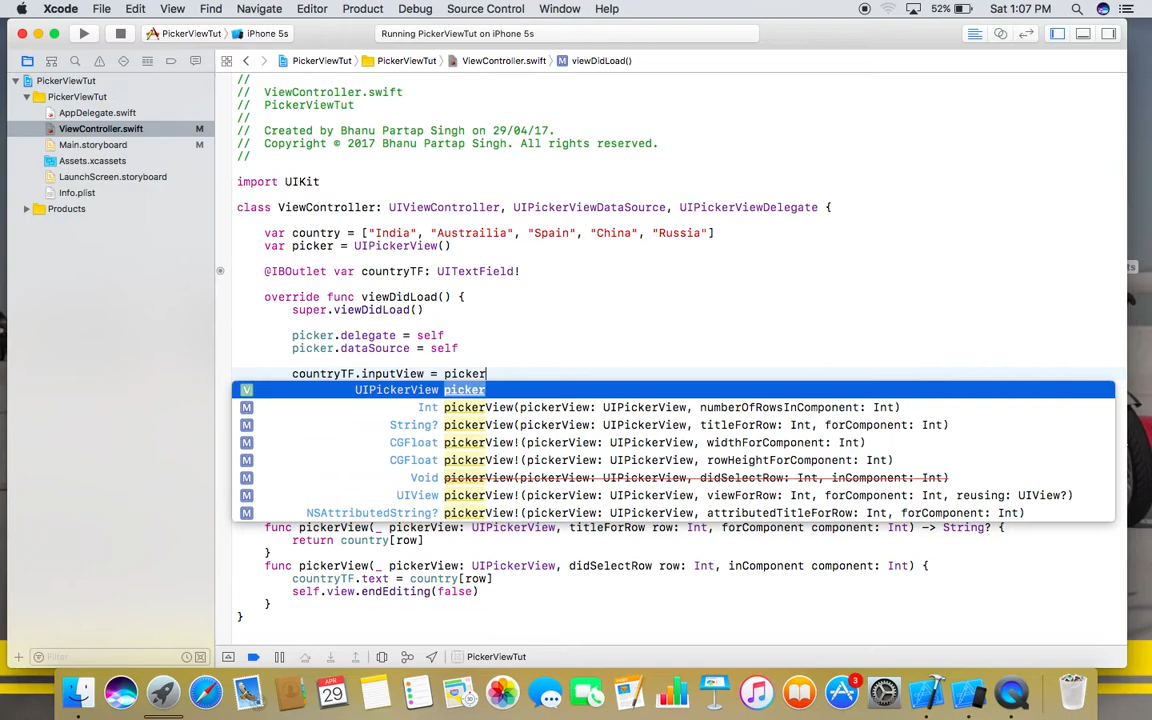 Xcode File Edit View Find Navigate Editor Product Debug Source Control Window Help 52% Sat 1:07 PM
PickerViewTut iPhone 5s Running PickerViewTut on iPhone 5s
PickerViewTut PickerViewTut ViewController.swift M viewDidLoad()
PickerViewTut
PickerViewTut
AppDelegate.swift
ViewController.swift M
Main.storyboard M
Assets.xcassets
LaunchScreen.storyboard
Info.plist
Products
//
// ViewController.swift
// PickerViewTut
//
// Created by Bhanu Partap Singh on 29/04/17.
// Copyright © 2017 Bhanu Partap Singh. All rights reserved.
//
import UIKit
class ViewController: UIViewController, UIPickerViewDataSource, UIPickerViewDelegate {
var country = ["India", "Austrailia", "Spain", "China", "Russia"]
var picker = UIPickerView()
@IBOutlet var countryTF: UITextField!
override func viewDidLoad() {
super.viewDidLoad()
picker.delegate = self
picker.dataSource = self
countryTF.inputView = picker
V UIPickerView picker
M Int pickerView(pickerView: UIPickerView, numberOfRowsInComponent: Int)
M String? pickerView(pickerView: UIPickerView, titleForRow: Int, forComponent: Int)
M CGFloat pickerView!(pickerView: UIPickerView, widthForComponent: Int)
M CGFloat pickerView!(pickerView: UIPickerView, rowHeightForComponent: Int)
M Void pickerView(pickerView: UIPickerView, didSelectRow: Int, inComponent: Int)
M UIView pickerView!(pickerView: UIPickerView, viewForRow: Int, forComponent: Int, reusing: UIView?)
M NSAttributedString? pickerView!(pickerView: UIPickerView, attributedTitleForRow: Int, forComponent: Int)
func pickerView(_ pickerView: UIPickerView, titleForRow row: Int, forComponent component: Int) -> String? {
return country[row]
}
func pickerView(_ pickerView: UIPickerView, didSelectRow row: Int, inComponent component: Int) {
countryTF.text = country[row]
self.view.endEditing(false)
}
}
Filter
PickerViewTut
APR
29
3